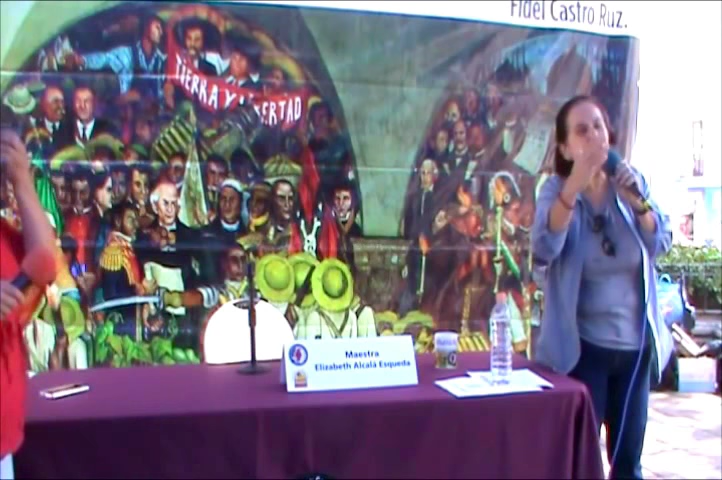 Fidel Castro Ruz.
TIERRA Y LIBERTAD
Maestra
Elizabeth Alcalá Esqueda